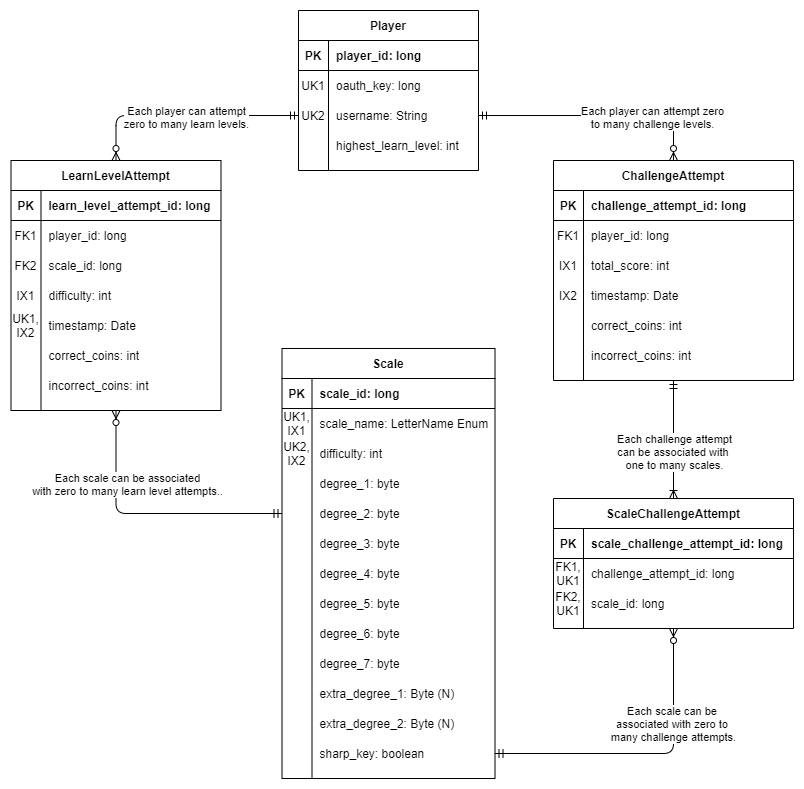 Player
PK player_id: long
UK1 oauth_key: long
UK2 username: String
highest_learn_level: int
Each player can attempt
zero to many learn levels.
Each player can attempt zero
to many challenge levels.
LearnLevelAttempt
PK learn_level_attempt_id: long
FK1 player_id: long
FK2 scale_id: long
IX1 difficulty: int
UK1,
IX2
timestamp: Date
correct_coins: int
incorrect_coins: int
ChallengeAttempt
PK challenge_attempt_id: long
FK1 player_id: long
IX1 total_score: int
IX2 timestamp: Date
correct_coins: int
incorrect_coins: int
Scale
PK scale_id: long
UK1,
IX1
scale_name: LetterName Enum
UK2,
IX2
difficulty: int
degree_1: byte
degree_2: byte
degree_3: byte
degree_4: byte
degree_5: byte
degree_6: byte
degree_7: byte
extra_degree_1: Byte (N)
extra_degree_2: Byte (N)
sharp_key: boolean
Each scale can be associated
with zero to many learn level attempts..
Each challenge attempt
can be associated with
one to many scales.
ScaleChallengeAttempt
PK scale_challenge_attempt_id: long
FK1,
UK1
challenge_attempt_id: long
FK2,
UK1
scale_id: long
Each scale can be
associated with zero to
many challenge attempts.